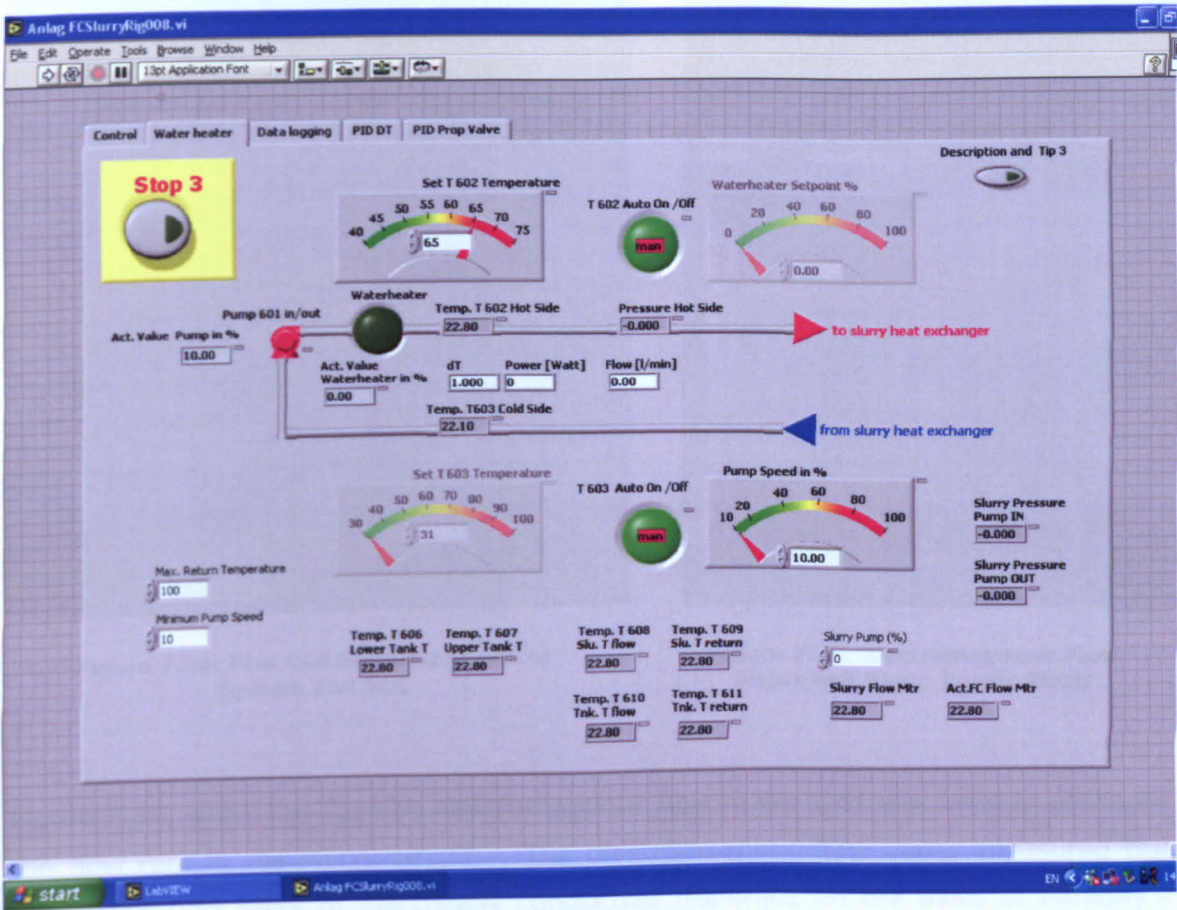 Anlag FCSlurryRig008.vi
File Edit Operate Tools Browse Window Help
13pt Application Font
Control Water heater Data logging PID DT PID Prop Valve
Description and Tip 3
Stop 3
Set T 602 Temperature
40 45 50 55 60 65 70 75
65
T 602 Auto On /Off
man
Waterheater Setpoint %
0 20 40 60 80 100
0.00
Waterheater
Pump 601 in/out
Act. Value Pump in %
10.00
Temp. T 602 Hot Side
22.80
Pressure Hot Side
-0.000
to slurry heat exchanger
Act. Value
Waterheater in %
0.00
dT
1.000
Power [Watt]
0
Flow [l/min]
0.00
Temp. T603 Cold Side
22.10
from slurry heat exchanger
Set T 603 Temperature
30 40 50 60 70 80 90 100
31
T 603 Auto On /Off
man
Pump Speed in %
10 20 40 60 80 100
10.00
Slurry Pressure
Pump IN
-0.000
Slurry Pressure
Pump OUT
-0.000
Max. Return Temperature
100
Minimum Pump Speed
10
Temp. T 606
Lower Tank T
22.80
Temp. T 607
Upper Tank T
22.80
Temp. T 608
Slu. T flow
22.80
Temp. T 609
Slu. T return
22.80
Slurry Pump (%)
0
Temp. T 610
Tnk. T flow
22.80
Temp. T 611
Tnk. T return
22.80
Slurry Flow Mtr
22.80
Act.FC Flow Mtr
22.80
start LabVIEW Anlag FCSlurryRig008.vi EN 14